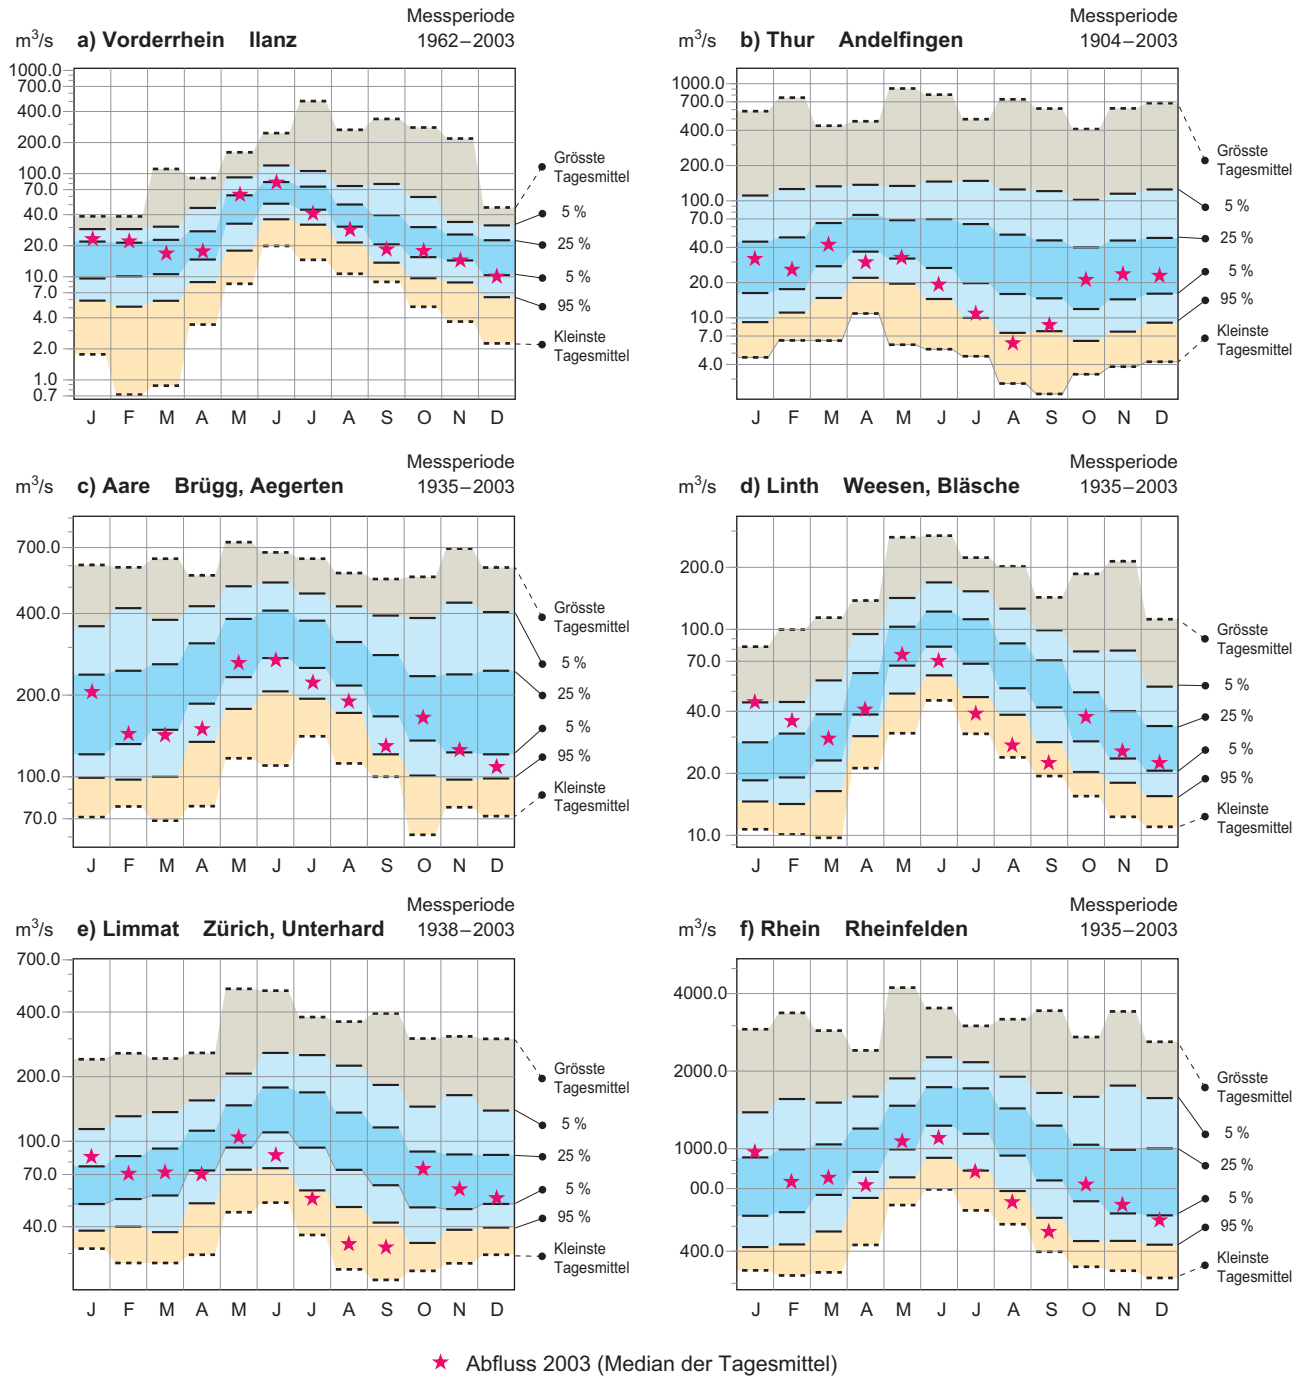 Messperiode
m³/s a) Vorderrhein Ilanz 1962–2003
1000.0
700.0
400.0
200.0
100.0
70.0
40.0
20.0
10.0
7.0
4.0
2.0
1.0
0.7
Grösste
Tagesmittel
5 %
25 %
5 %
95 %
Kleinste
Tagesmittel
J F M A M J J A S O N D
Messperiode
m³/s b) Thur Andelfingen 1904–2003
1000.0
700.0
400.0
200.0
100.0
70.0
40.0
20.0
10.0
7.0
4.0
Grösste
Tagesmittel
5 %
25 %
5 %
95 %
Kleinste
Tagesmittel
J F M A M J J A S O N D
Messperiode
m³/s c) Aare Brügg, Aegerten 1935–2003
700.0
400.0
200.0
100.0
70.0
Grösste
Tagesmittel
5 %
25 %
5 %
95 %
Kleinste
Tagesmittel
J F M A M J J A S O N D
Messperiode
m³/s d) Linth Weesen, Bläsche 1935–2003
200.0
100.0
70.0
40.0
20.0
10.0
Grösste
Tagesmittel
5 %
25 %
5 %
95 %
Kleinste
Tagesmittel
J F M A M J J A S O N D
Messperiode
m³/s e) Limmat Zürich, Unterhard 1938–2003
700.0
400.0
200.0
100.0
70.0
40.0
Grösste
Tagesmittel
5 %
25 %
5 %
95 %
Kleinste
Tagesmittel
J F M A M J J A S O N D
Messperiode
m³/s f) Rhein Rheinfelden 1935–2003
4000.0
2000.0
1000.0
00.0
400.0
Grösste
Tagesmittel
5 %
25 %
5 %
95 %
Kleinste
Tagesmittel
J F M A M J J A S O N D
Abfluss 2003 (Median der Tagesmittel)